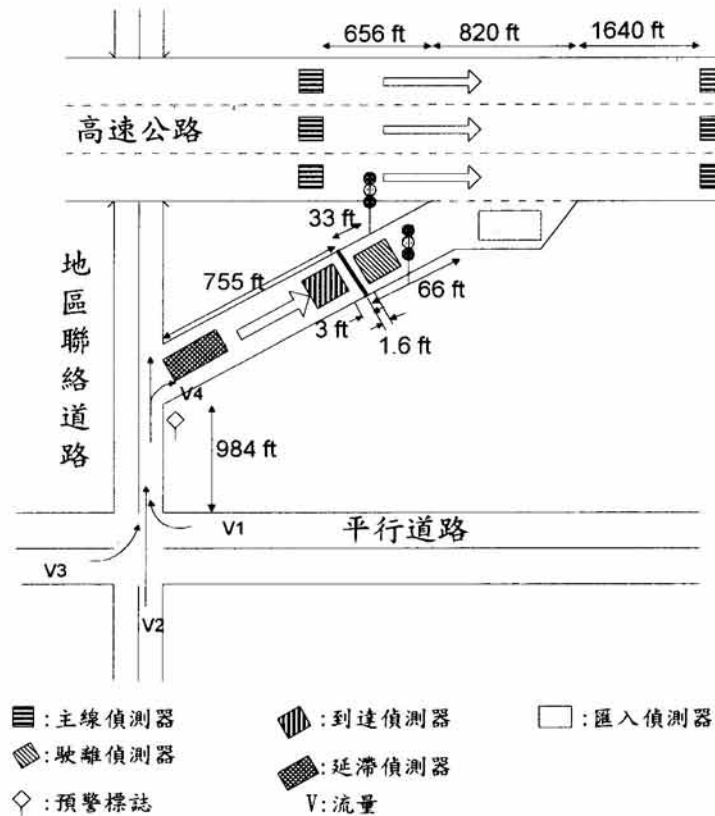 656 ft
820 ft
1640 ft
高速公路
33 ft
755 ft
66 ft
3 ft
1.6 ft
地區聯絡道路
V4
984 ft
V1
平行道路
V3
V2
:主線偵測器
:到達偵測器
:匯入偵測器
:駛離偵測器
:延滯偵測器
:預警標誌
V:流量